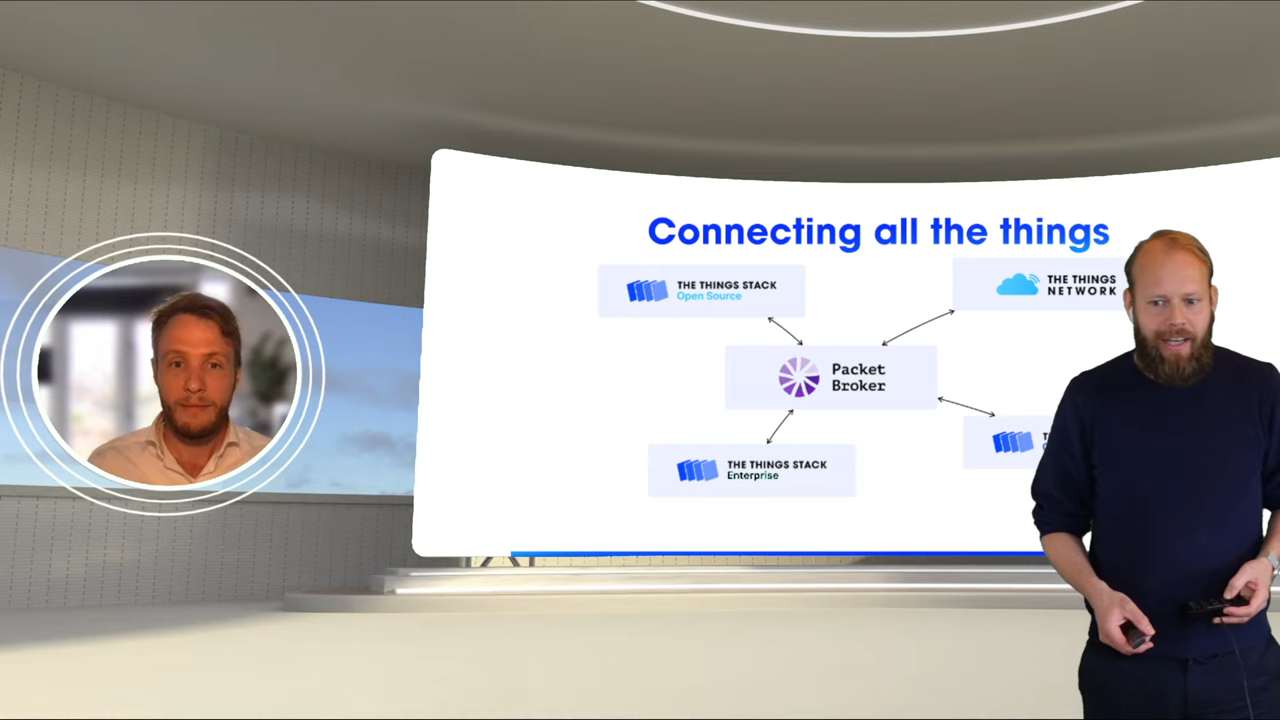 Connecting all the things
THE THINGS STACK
Open Source
THE THINGS
NETWORK
Packet
Broker
THE THINGS STACK
Enterprise